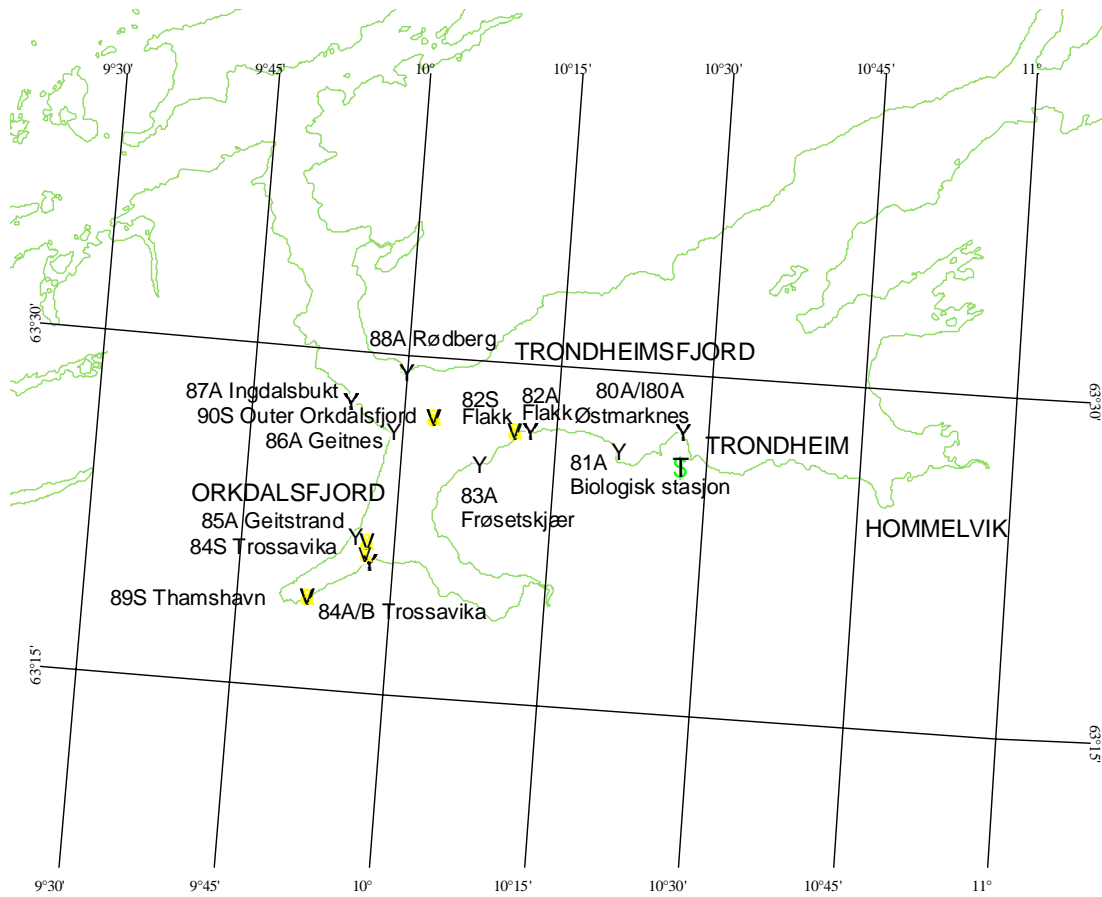 9°30'
9°45'
10°
10°15'
10°30'
10°45'
11°
63°30'
88A Rødberg
TRONDHEIMSFJORD
87A Ingdalsbukt
Y
Y
90S Outer Orkdalsfjord
V
82S
Flakk
V
82A
Flakk
Y
80A/I80A
Østmarknes
Y
63°30'
86A Geitnes
Y
TRONDHEIM
Y
81A
Biologisk stasjon
Y
T
S
83A
Frøsetskjær
ORKDALSFJORD
HOMMELVIK
85A Geitstrand
Y
V
84S Trossavika
V
Y
89S Thamshavn
V
84A/B Trossavika
63°15'
63°15'
9°30'
9°45'
10°
10°15'
10°30'
10°45'
11°